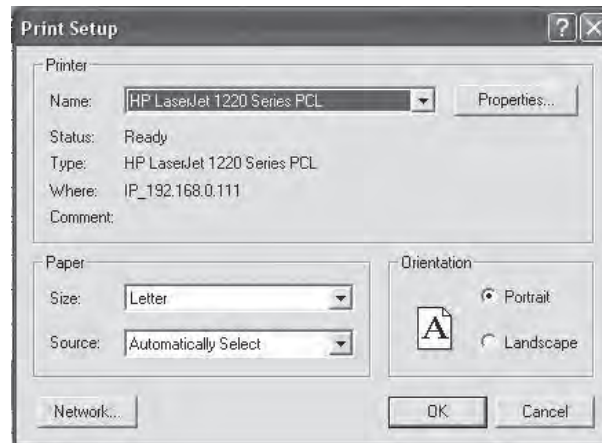 Print Setup
Printer
Name: HP LaserJet 1220 Series PCL Properties...
Status: Ready
Type: HP LaserJet 1220 Series PCL
Where: IP_192.168.0.111
Comment:
Paper
Size: Letter
Source: Automatically Select
Orientation
A
Portrait
Landscape
Network...
OK
Cancel